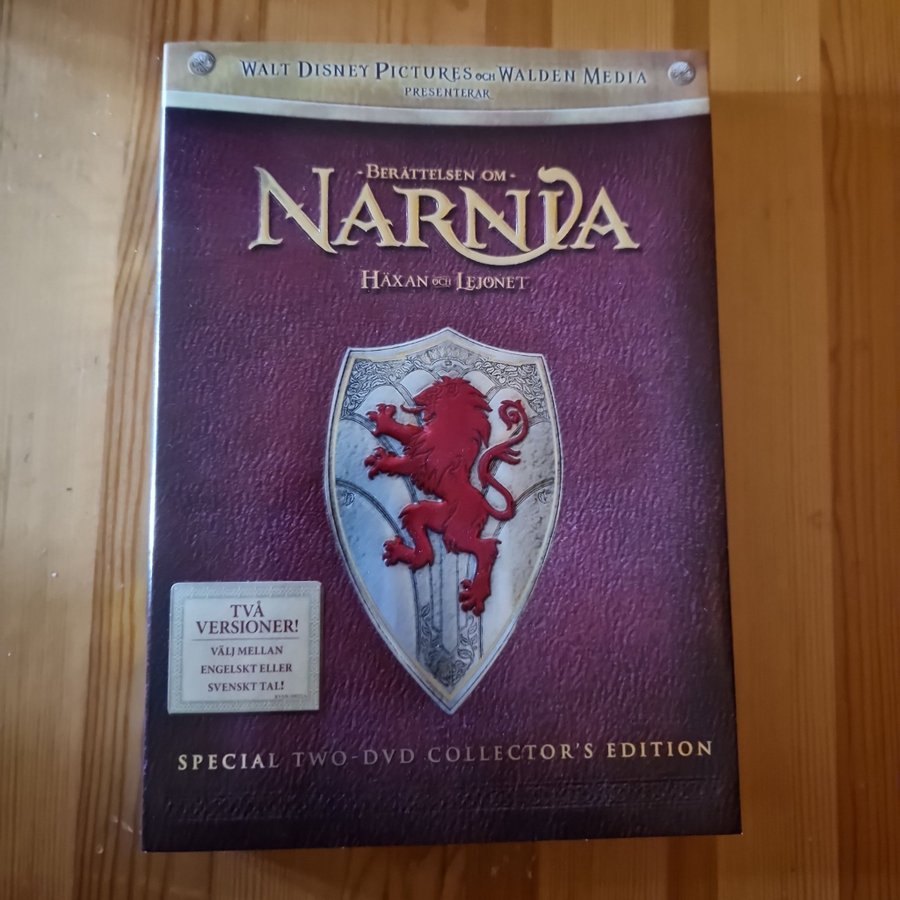 WALT DISNEY PICTURES OCH WALDEN MEDIA
PRESENTERAR
- BERÄTTELSEN OM -
NARNIA
HÄXAN OCH LEJONET
TVÅ
VERSIONER!
VÄLJ MELLAN
ENGELSKT ELLER
SVENSKT TAL!
SPECIAL TWO-DVD COLLECTOR'S EDITION